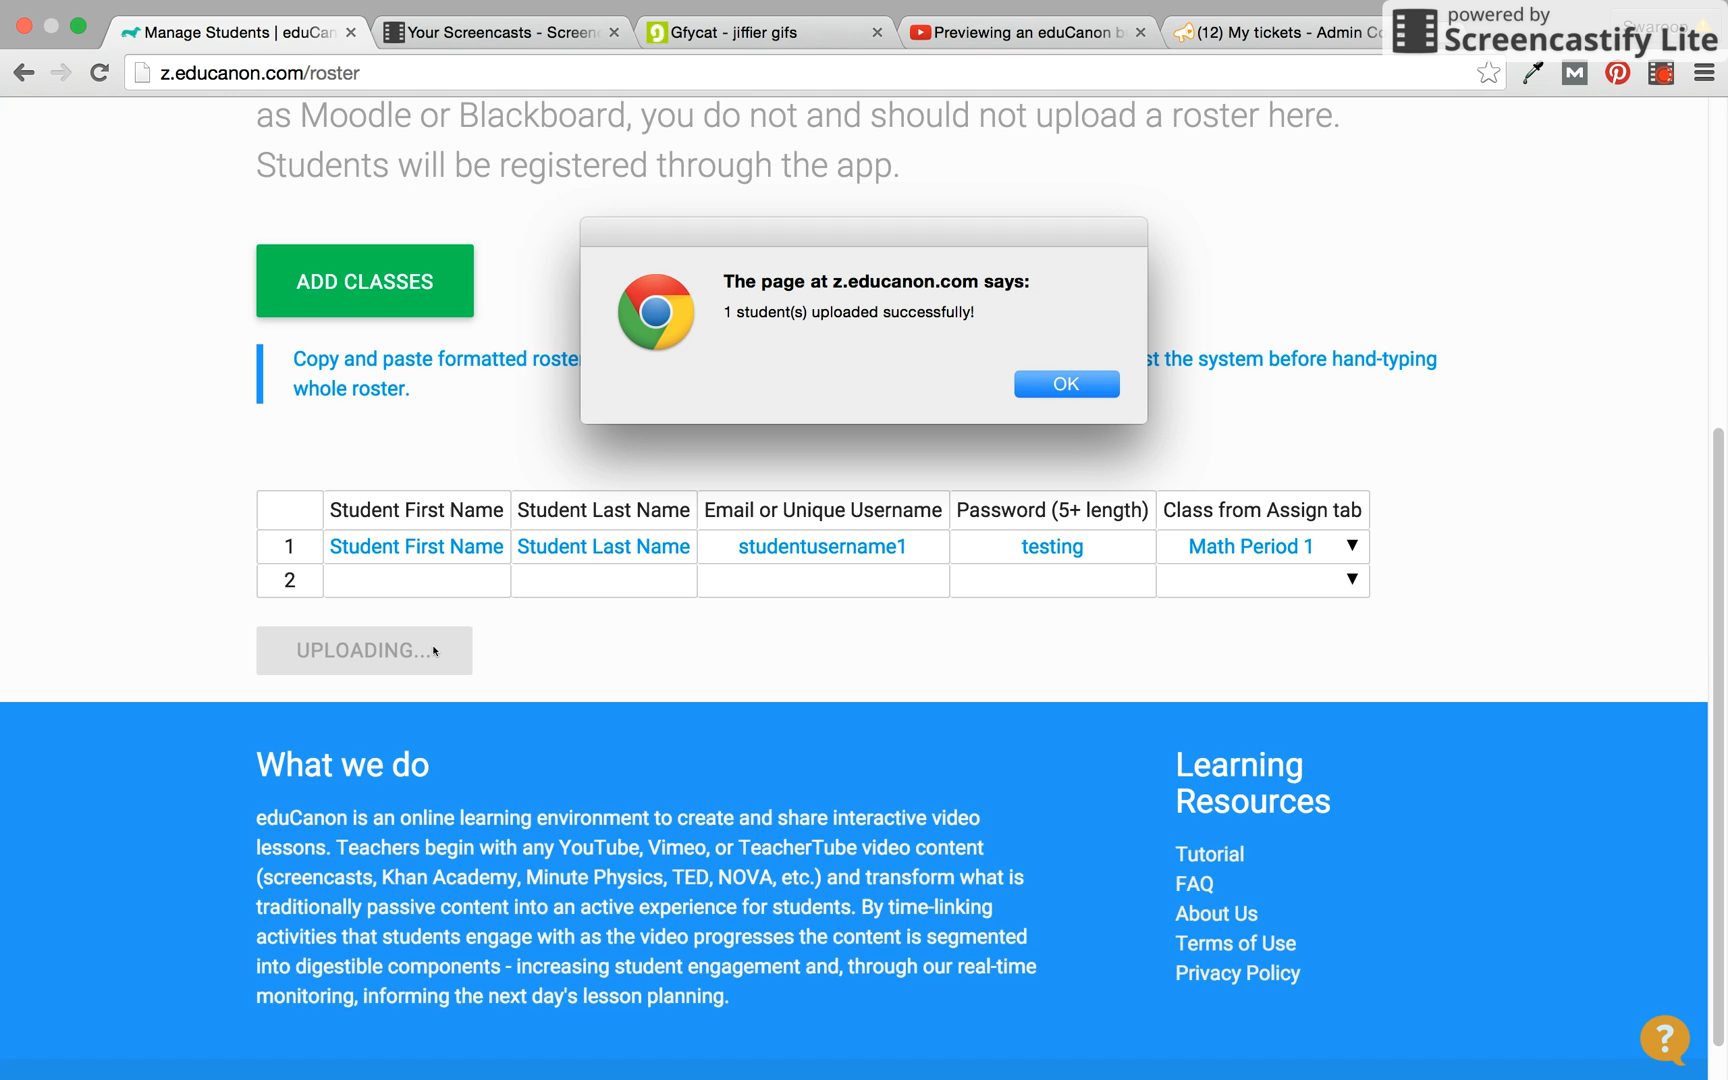 Manage Students | eduCan
Your Screencasts - Screen
Gfycat - jiffier gifs
Previewing an eduCanon b
(12) My tickets - Admin Co
powered by
Screencastify Lite
Swaroop
z.educanon.com/roster
as Moodle or Blackboard, you do not and should not upload a roster here.
Students will be registered through the app.
ADD CLASSES
The page at z.educanon.com says:
1 student(s) uploaded successfully!
OK
Copy and paste formatted roste
st the system before hand-typing
whole roster.
Student First Name Student Last Name Email or Unique Username Password (5+ length) Class from Assign tab
1 Student First Name Student Last Name studentusername1 testing Math Period 1 ▼
2 ▼
UPLOADING...
What we do
eduCanon is an online learning environment to create and share interactive video
lessons. Teachers begin with any YouTube, Vimeo, or TeacherTube video content
(screencasts, Khan Academy, Minute Physics, TED, NOVA, etc.) and transform what is
traditionally passive content into an active experience for students. By time-linking
activities that students engage with as the video progresses the content is segmented
into digestible components - increasing student engagement and, through our real-time
monitoring, informing the next day's lesson planning.
Learning
Resources
Tutorial
FAQ
About Us
Terms of Use
Privacy Policy
?